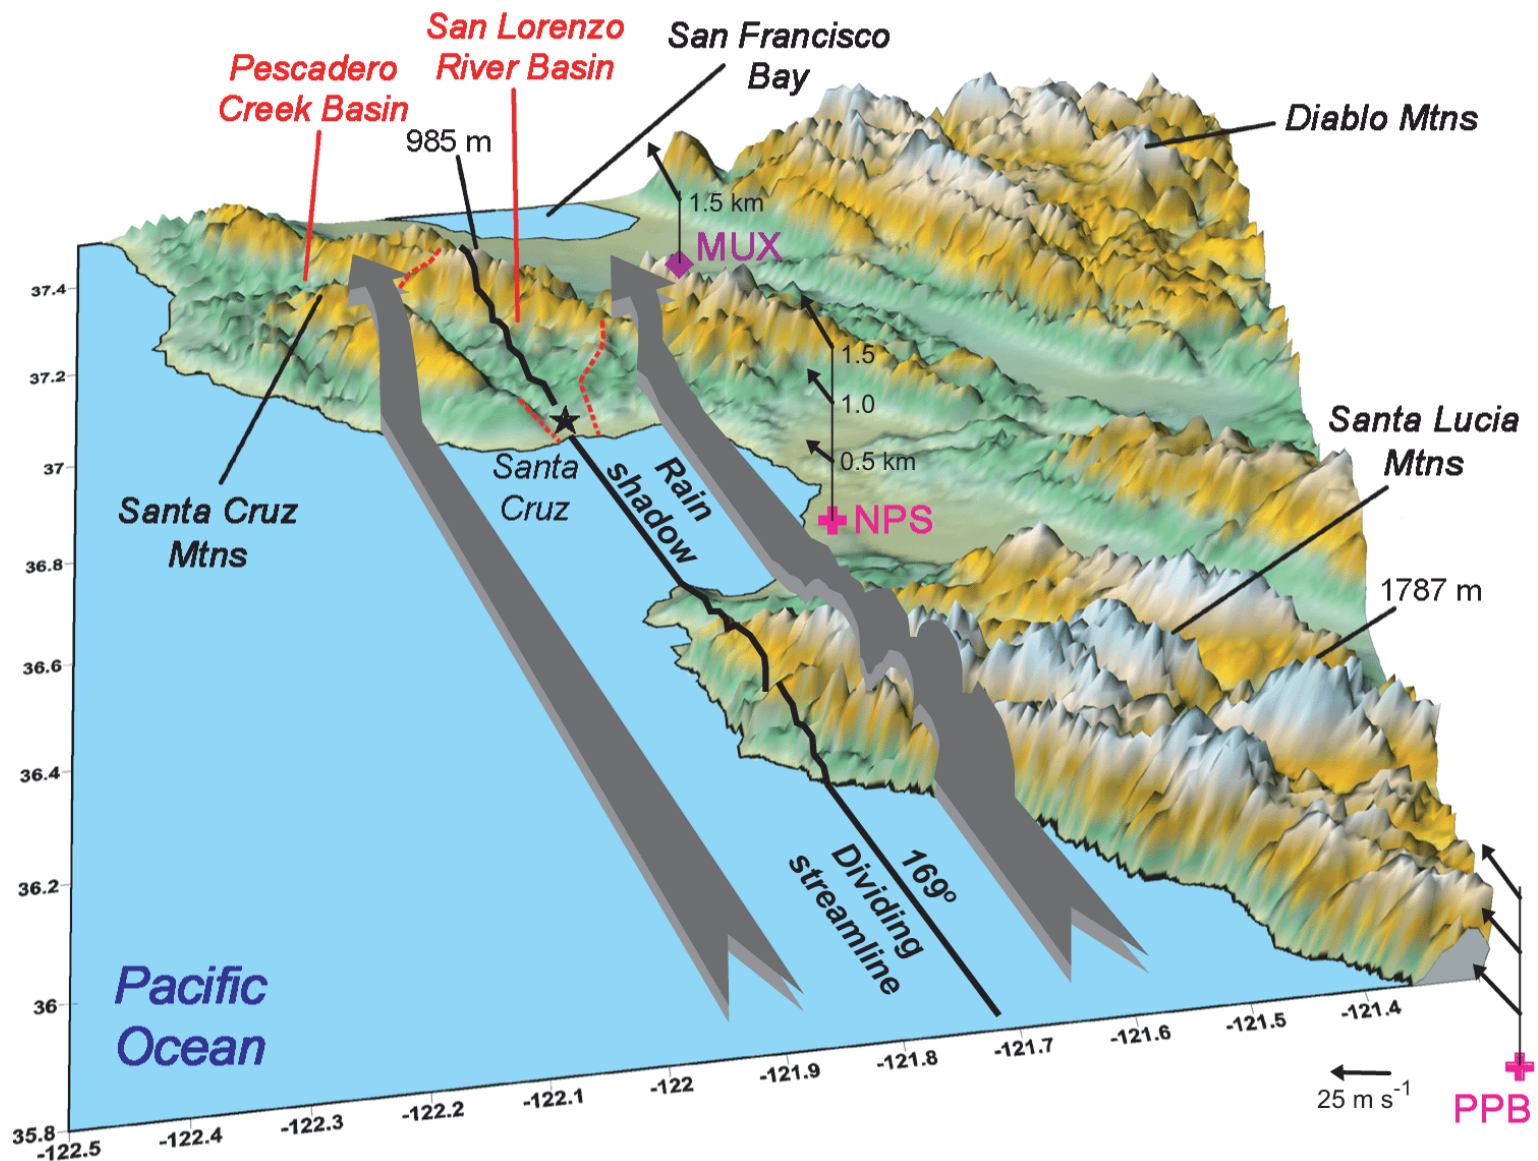 San Lorenzo
River Basin
San Francisco
Bay
Pescadero
Creek Basin
985 m
Diablo Mtns
1.5 km
MUX
37.4
1.5
37.2
1.0
Santa Lucia
Mtns
0.5 km
37
Santa
Cruz
Rain
shadow
Santa Cruz
Mtns
NPS
36.8
1787 m
36.6
36.4
169º
Dividing
streamline
36.2
Pacific
Ocean
36
35.8
-122.5
-122.4
-122.3
-122.2
-122.1
-122
-121.9
-121.8
-121.7
-121.6
-121.5
-121.4
25 m s-1
PPB